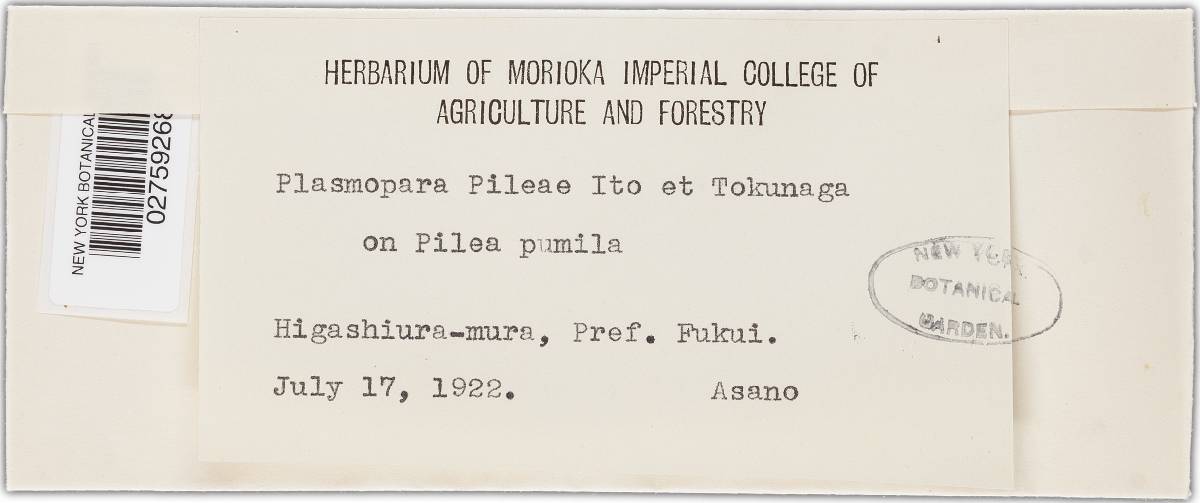 HERBARIUM OF MORIOKA IMPERIAL COLLEGE OF
AGRICULTURE AND FORESTRY
Plasmopara Pileae Ito et Tokunaga
on Pilea pumila
Higashiura-mura, Pref. Fukui.
July 17, 1922. Asano
NEW YORK BOTANICAL
0275926
NEW YORK
BOTANICAL
GARDEN.